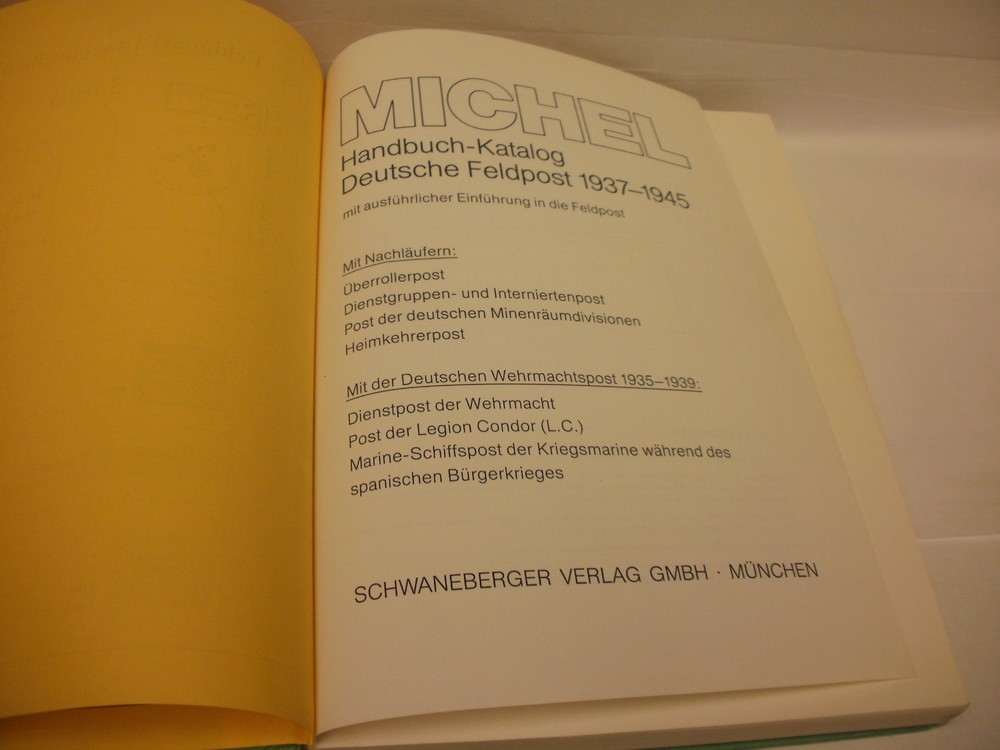 MICHEL
Handbuch-Katalog
Deutsche Feldpost 1937–1945
mit ausführlicher Einführung in die Feldpost
Mit Nachläufern:
Überrollerpost
Dienstgruppen- und Interniertenpost
Post der deutschen Minenräumdivisionen
Heimkehrerpost
Mit der Deutschen Wehrmachtspost 1935–1939:
Dienstpost der Wehrmacht
Post der Legion Condor (L.C.)
Marine-Schiffspost der Kriegsmarine während des
spanischen Bürgerkrieges
SCHWANEBERGER VERLAG GMBH · MÜNCHEN